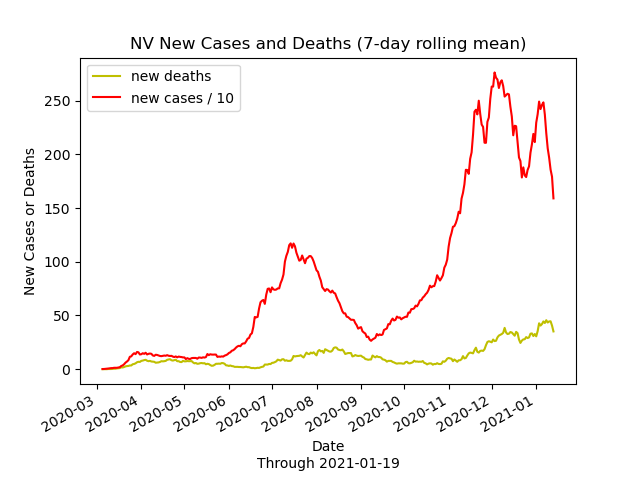 NV New Cases and Deaths (7-day rolling mean)
new deaths
new cases / 10
New Cases or Deaths
250
200
150
100
50
0
2020-03
2020-04
2020-05
2020-06
2020-07
2020-08
2020-09
2020-10
2020-11
2020-12
2021-01
Date
Through 2021-01-19